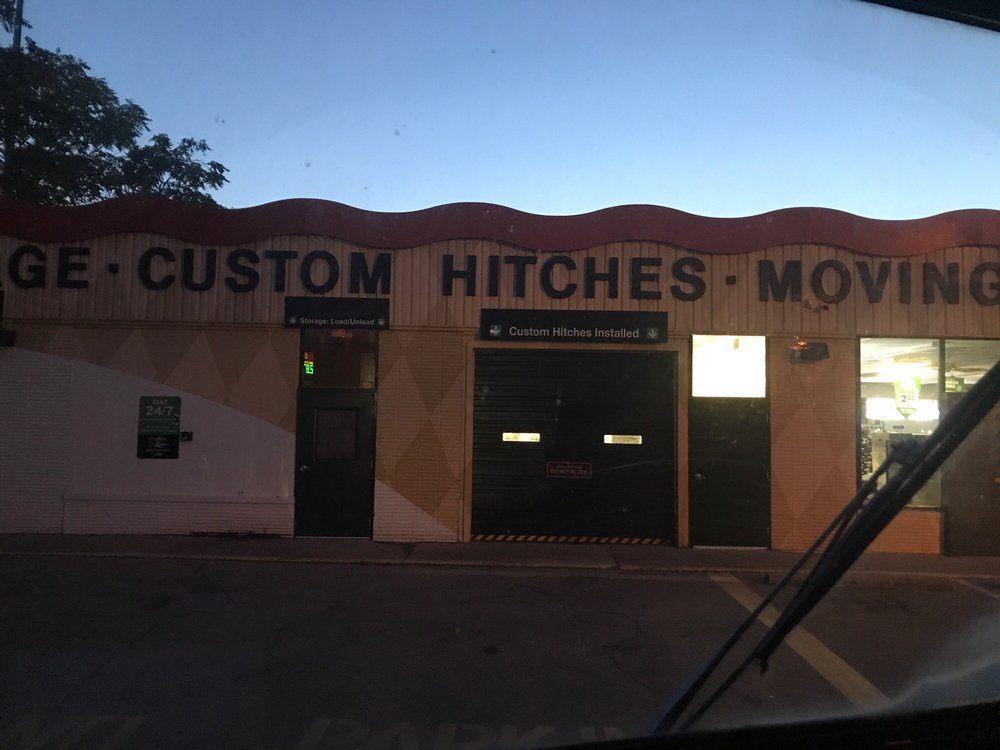 GE · CUSTOM HITCHES · MOVING
Storage: Load/Unload
Custom Hitches Installed
24/7
DO NOT BLOCK